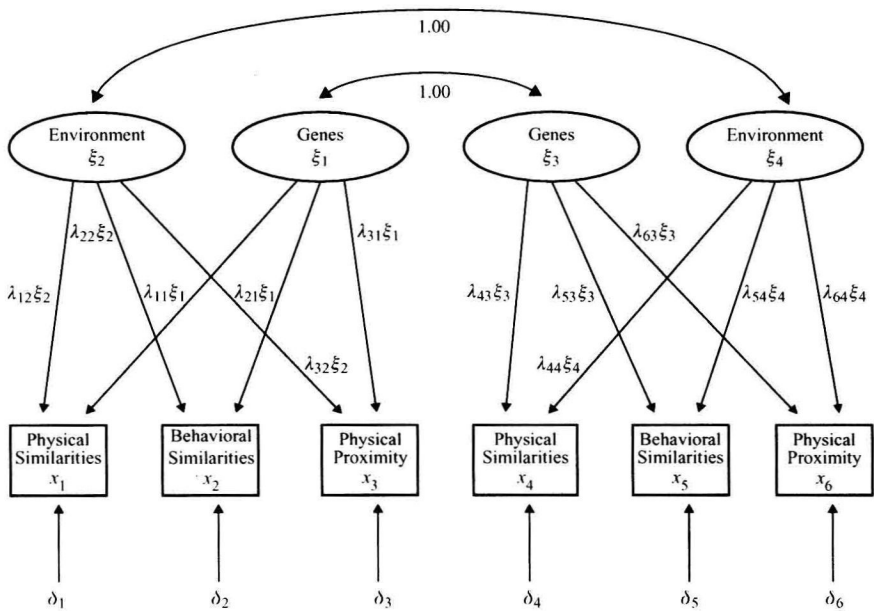 1.00
1.00
Environment
ξ₂
Genes
ξ₁
Genes
ξ₃
Environment
ξ₄
λ₂₂ξ₂
λ₃₁ξ₁
λ₆₃ξ₃
λ₁₂ξ₂
λ₁₁ξ₁
λ₂₁ξ₁
λ₄₃ξ₃
λ₅₃ξ₃
λ₅₄ξ₄
λ₆₄ξ₄
λ₃₂ξ₂
λ₄₄ξ₄
Physical
Similarities
x₁
Behavioral
Similarities
x₂
Physical
Proximity
x₃
Physical
Similarities
x₄
Behavioral
Similarities
x₅
Physical
Proximity
x₆
δ₁
δ₂
δ₃
δ₄
δ₅
δ₆